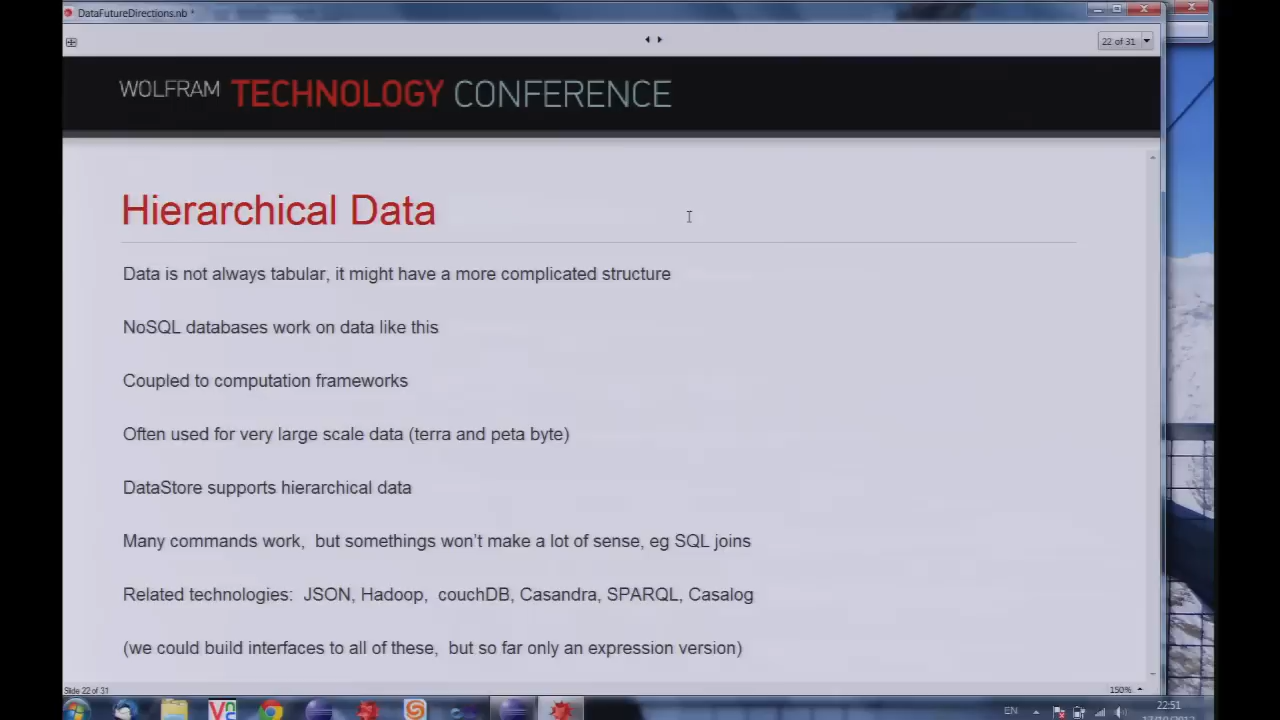 DataFutureDirections.nb *
22 of 31
WOLFRAM TECHNOLOGY CONFERENCE
Hierarchical Data
Data is not always tabular, it might have a more complicated structure
NoSQL databases work on data like this
Coupled to computation frameworks
Often used for very large scale data (terra and peta byte)
DataStore supports hierarchical data
Many commands work,  but somethings won't make a lot of sense, eg SQL joins
Related technologies:  JSON, Hadoop,  couchDB, Casandra, SPARQL, Casalog
(we could build interfaces to all of these,  but so far only an expression version)
Slide 22 of 31
150%
EN
22:51